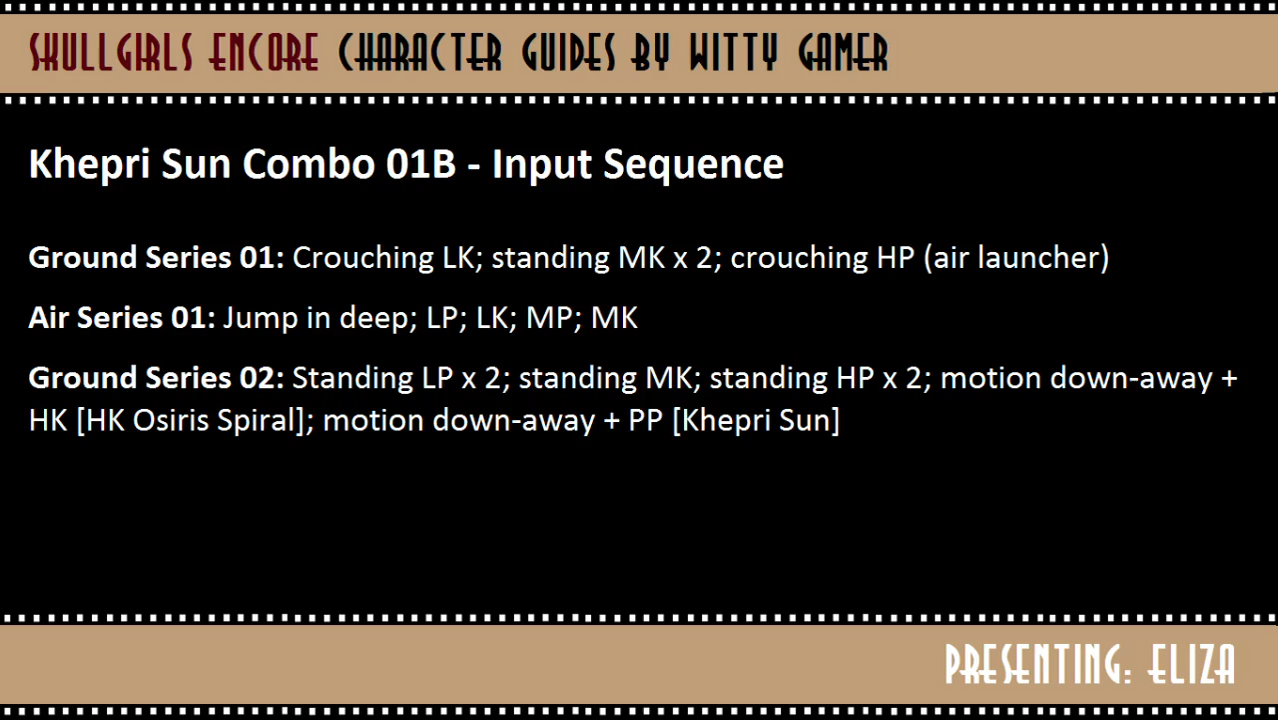 SKULLGIRLS ENCORE CHARACTER GUIDES BY WITTY GAMER
Khepri Sun Combo 01B - Input Sequence
Ground Series 01: Crouching LK; standing MK x 2; crouching HP (air launcher)
Air Series 01: Jump in deep; LP; LK; MP; MK
Ground Series 02: Standing LP x 2; standing MK; standing HP x 2; motion down-away +
HK [HK Osiris Spiral]; motion down-away + PP [Khepri Sun]
PRESENTING: ELIZA